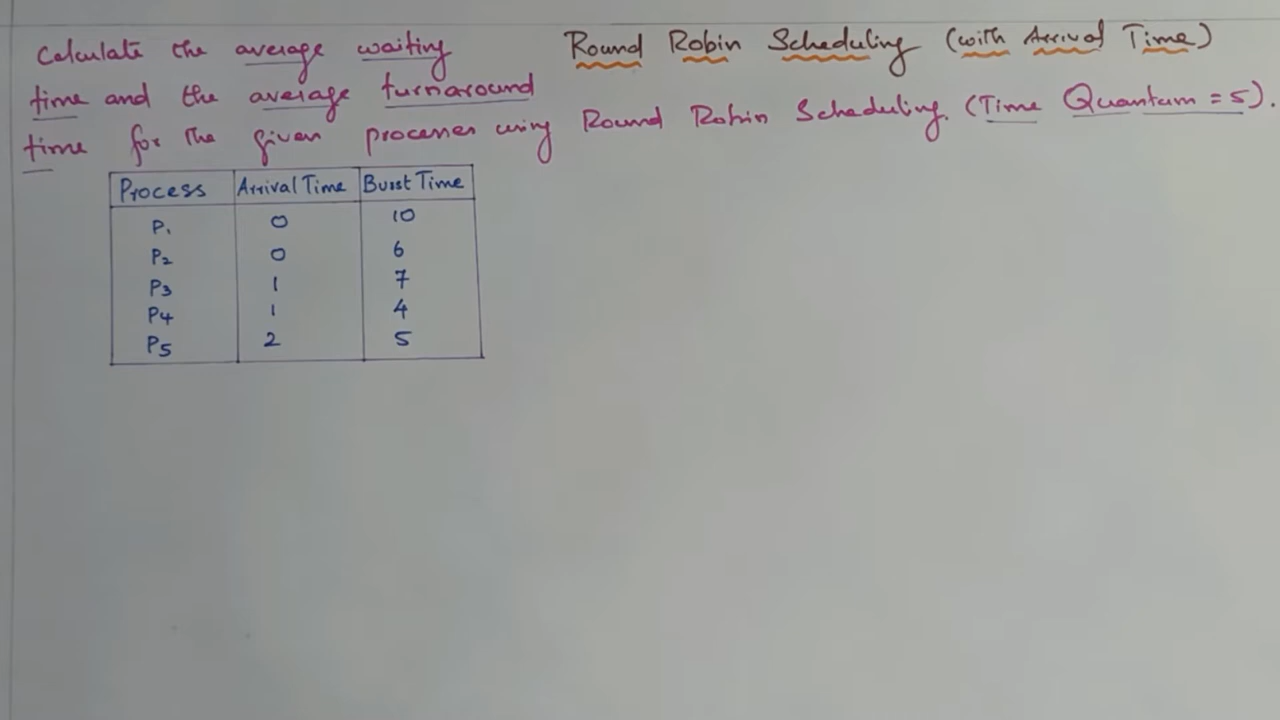 Round Robin Scheduling (with Arrival Time)
Calculate the average waiting
time and the average turnaround
time for the given processes using Round Robin Scheduling. (Time Quantum = 5).
Process Arrival Time Burst Time
P1 0 10
P2 0 6
P3 1 7
P4 1 4
P5 2 5